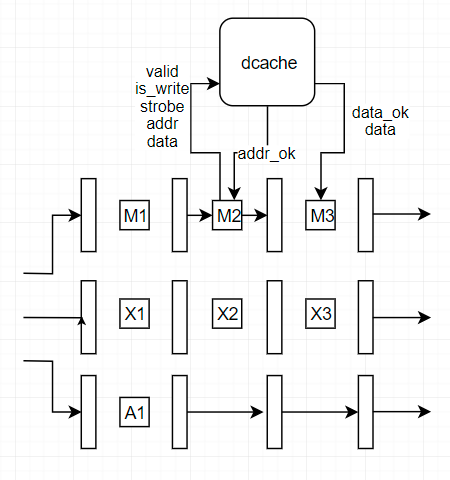 dcache
valid
is_write
strobe
addr
data
data_ok
data
addr_ok
M1
M2
M3
X1
X2
X3
A1